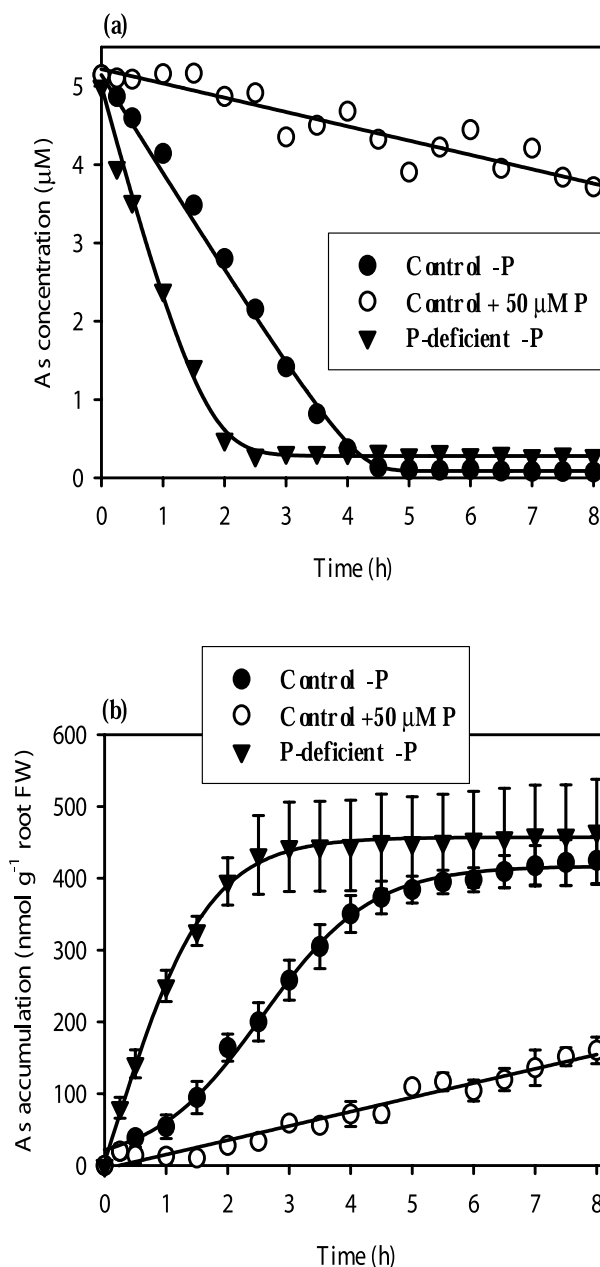 (a)
As concentration (μM)
5
4
3
2
1
0
Control -P
Control + 50 μM P
P-deficient -P
0 1 2 3 4 5 6 7 8
Time (h)
Control -P
Control +50 μM P
P-deficient -P
(b)
As accumulation (nmol g⁻¹ root FW)
600
500
400
300
200
100
0
0 1 2 3 4 5 6 7 8
Time (h)